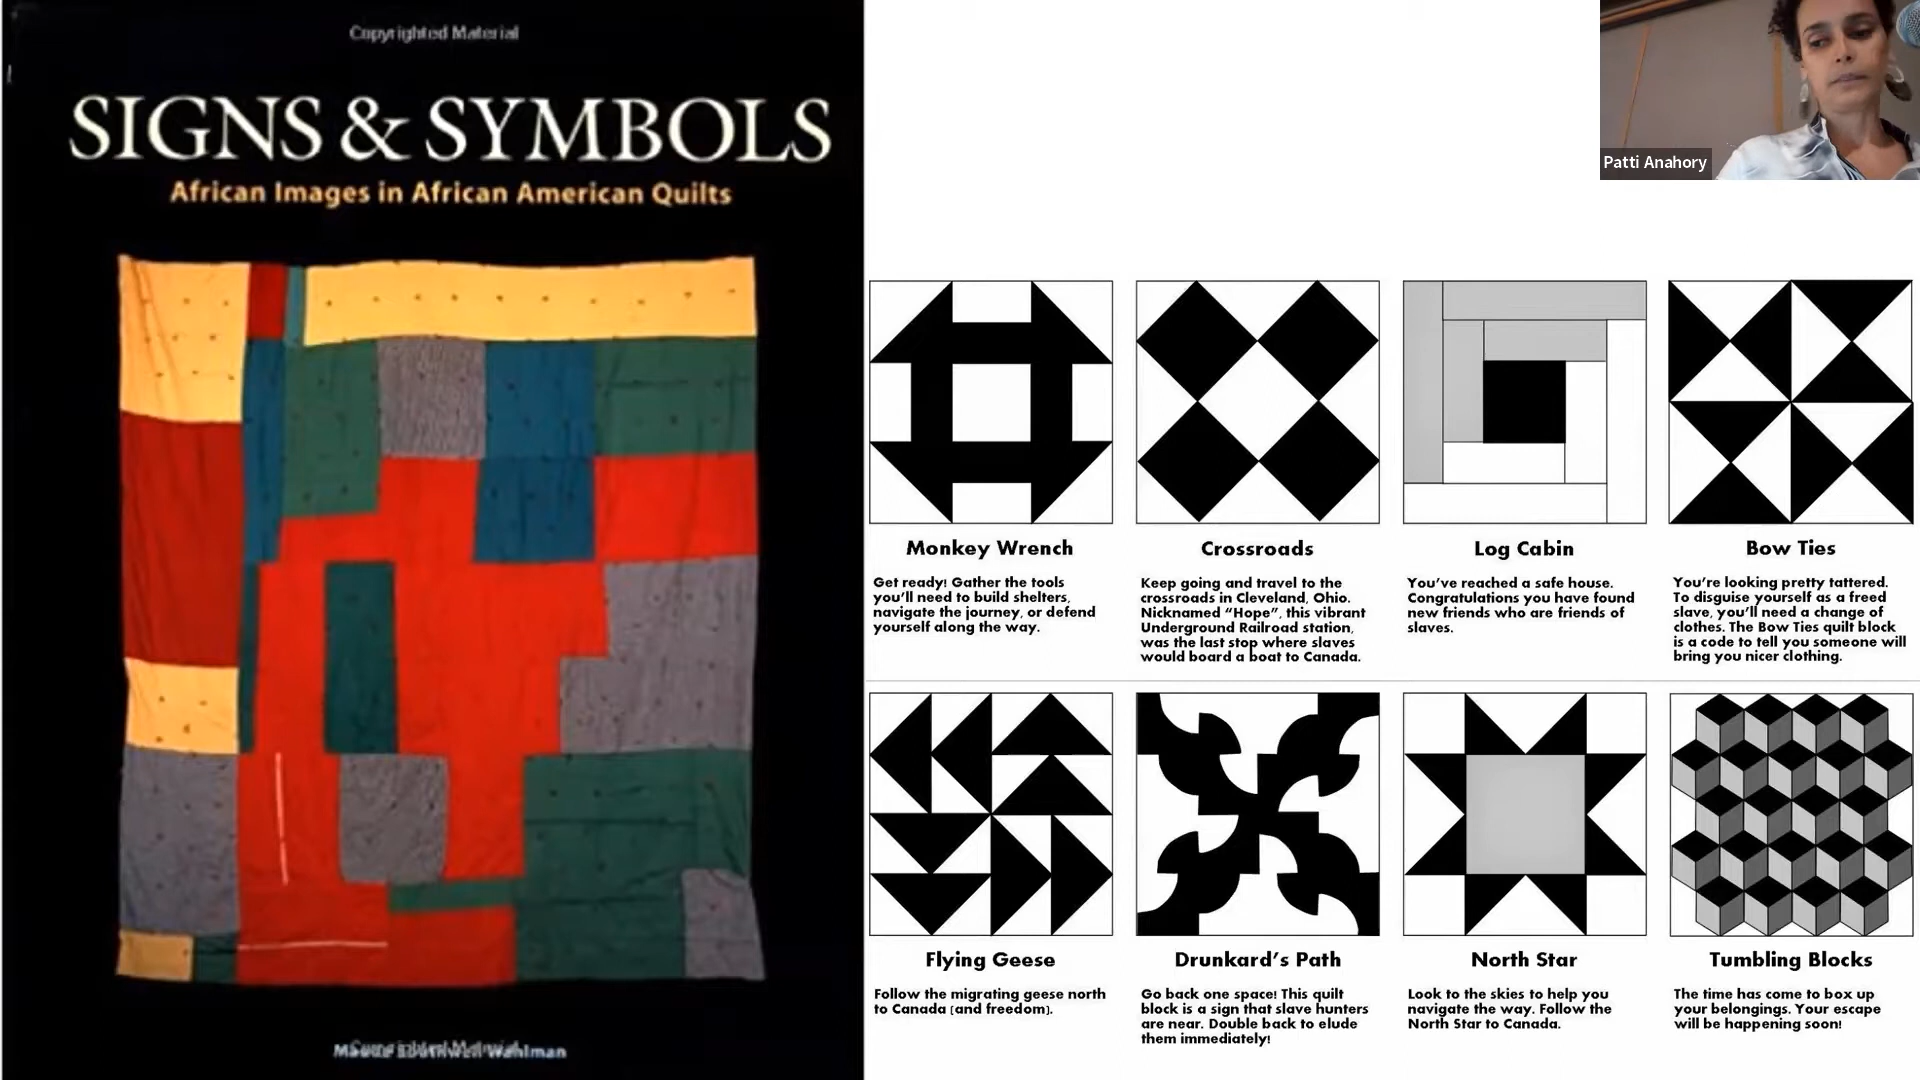 Copyrighted Material
SIGNS & SYMBOLS
African Images in African American Quilts
Patti Anahory
Monkey Wrench
Get ready! Gather the tools
you'll need to build shelters,
navigate the journey, or defend
yourself along the way.
Crossroads
Keep going and travel to the
crossroads in Cleveland, Ohio.
Nicknamed "Hope", this vibrant
Underground Railroad station,
was the last stop where slaves
would board a boat to Canada.
Log Cabin
You've reached a safe house.
Congratulations you have found
new friends who are friends of
slaves.
Bow Ties
You're looking pretty tattered.
To disguise yourself as a freed
slave, you'll need a change of
clothes. The Bow Ties quilt block
is a code to tell you someone will
bring you nicer clothing.
Flying Geese
Follow the migrating geese north
to Canada (and freedom).
Drunkard's Path
Go back one space! This quilt
block is a sign that slave hunters
are near. Double back to elude
them immediately!
North Star
Look to the skies to help you
navigate the way. Follow the
North Star to Canada.
Tumbling Blocks
The time has come to box up
your belongings. Your escape
will be happening soon!
Wahlman